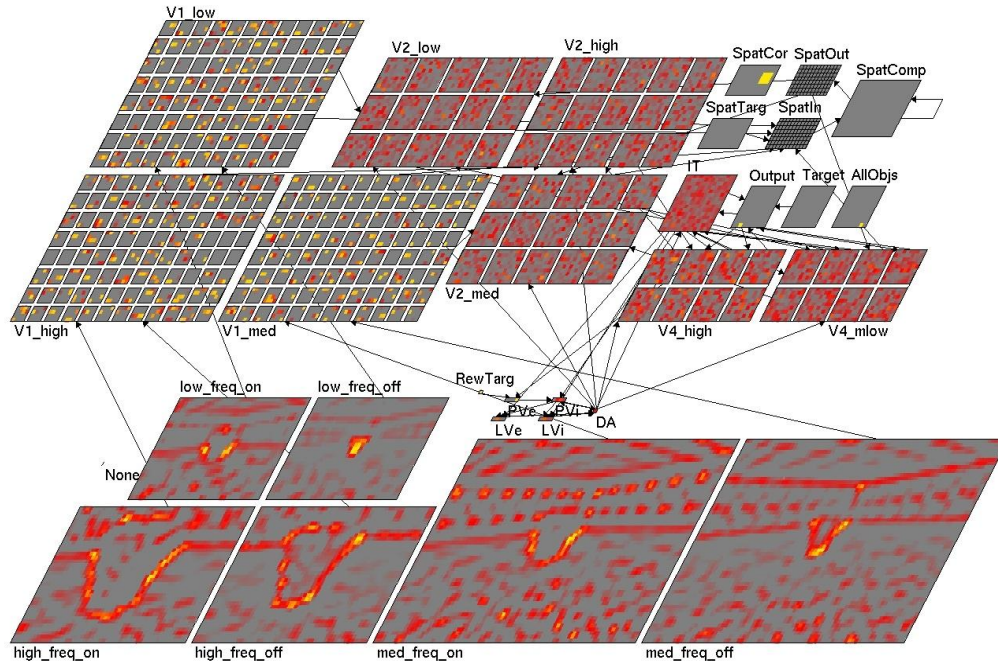 V1_low
V2_low
V2_high
SpatCor
SpatOut
SpatComp
SpatTarg
SpatIn
IT
Output
Target
AllObjs
V1_high
V1_med
V2_med
V4_high
V4_mlow
RewTarg
PVe
PVi
DA
LVe
LVi
low_freq_on
low_freq_off
None
high_freq_on
high_freq_off
med_freq_on
med_freq_off